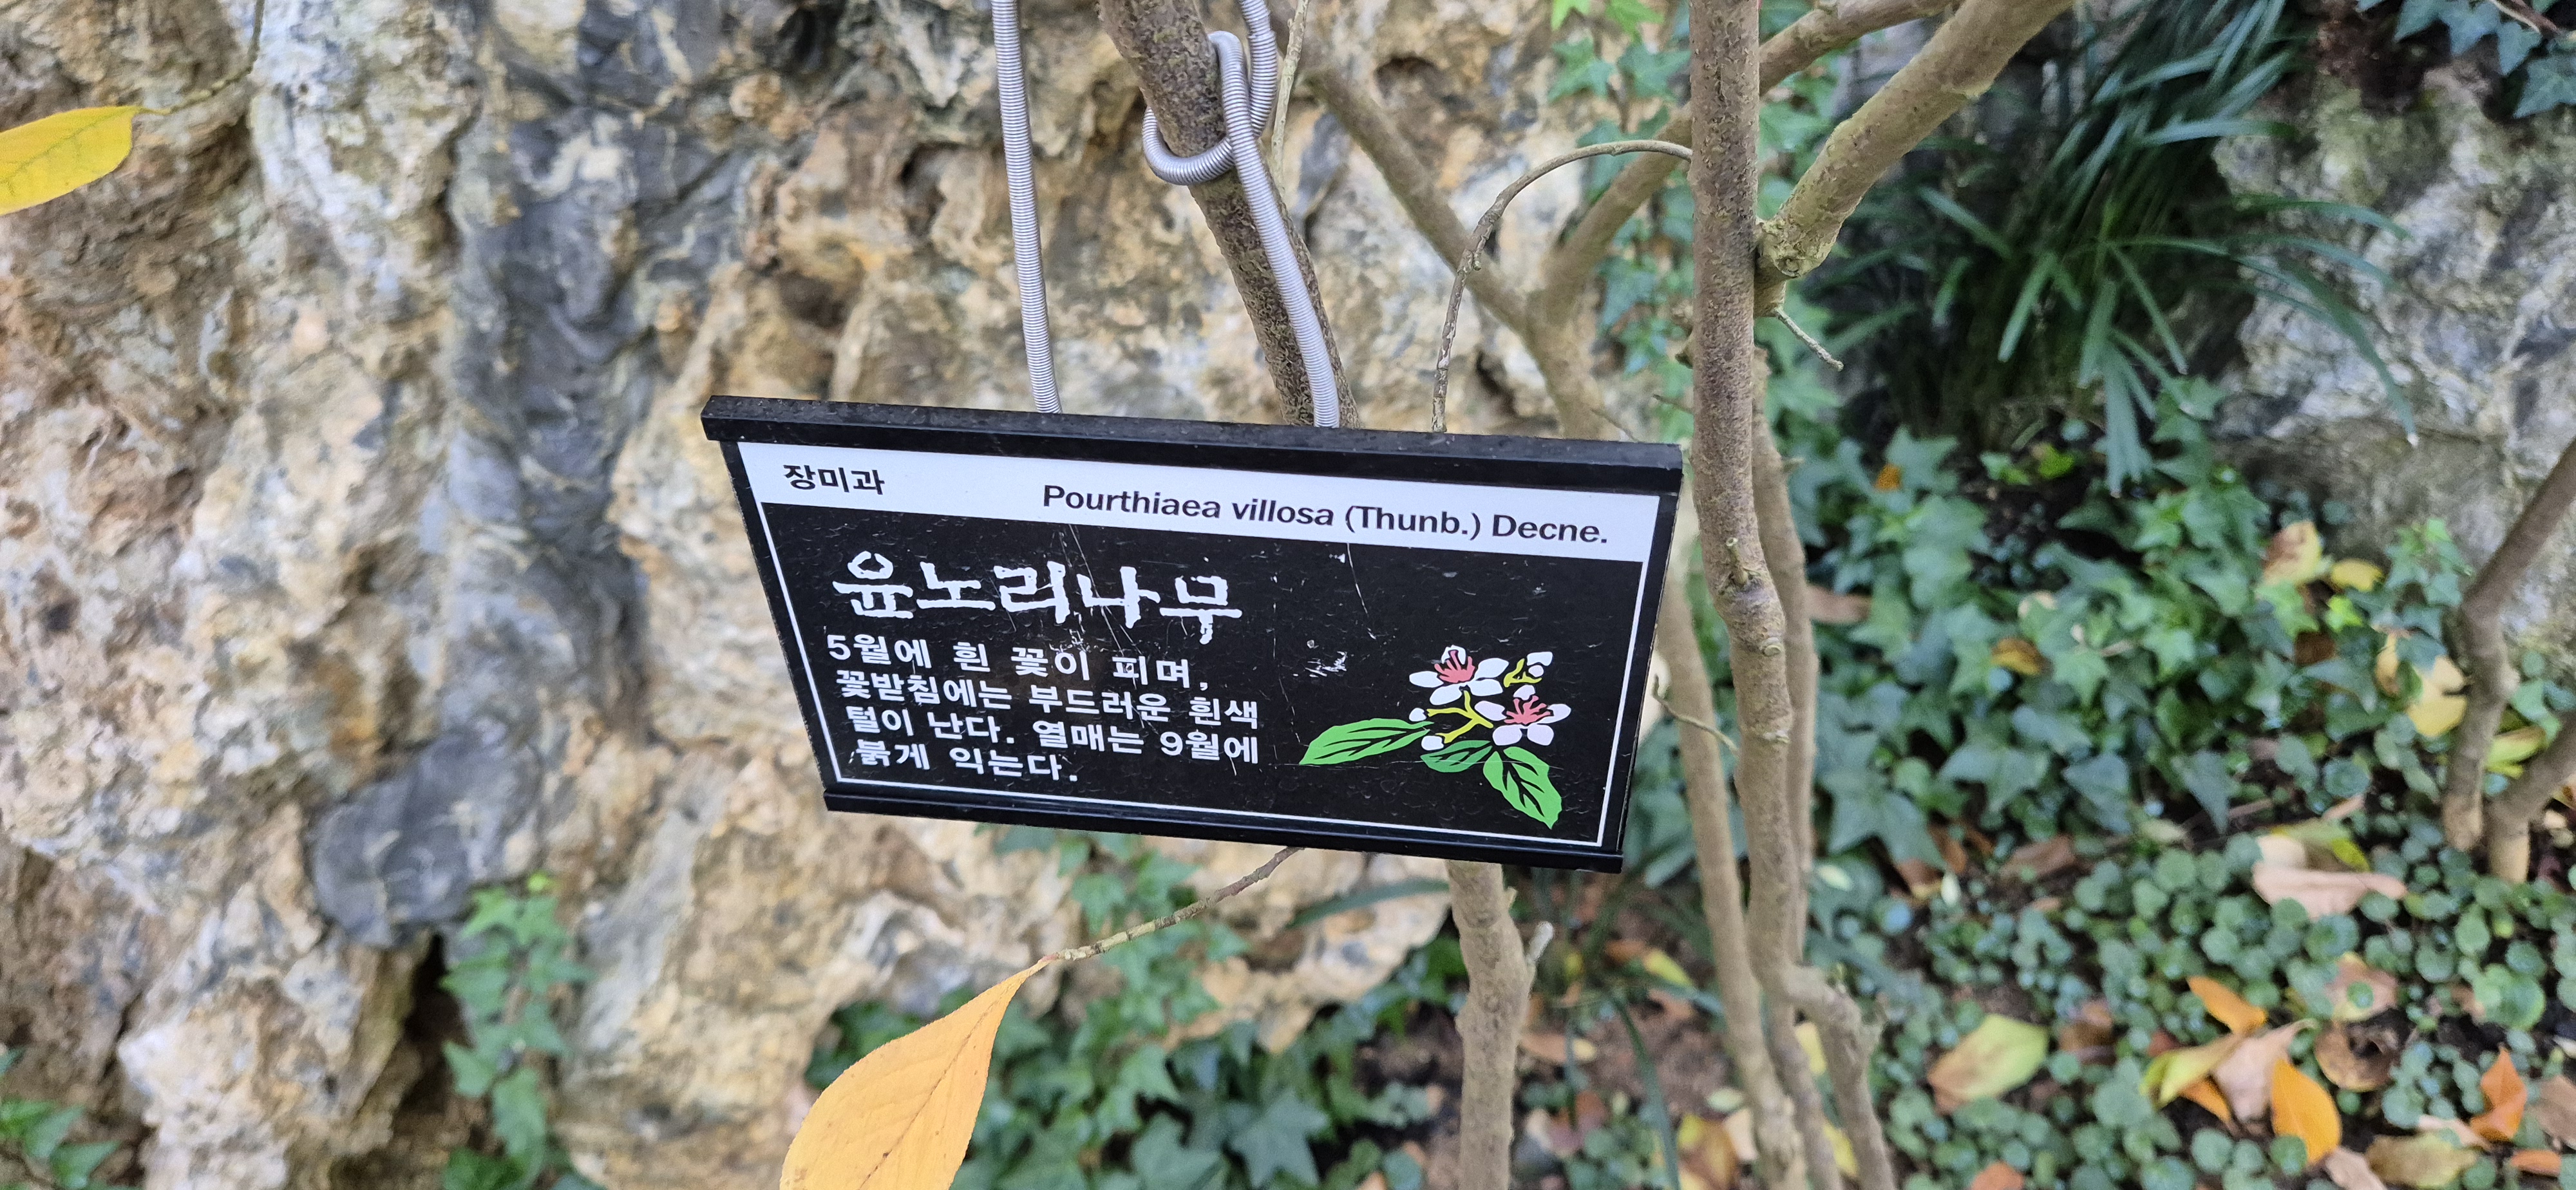 장미과
Pourthiaea villosa (Thunb.) Decne.
윤노리나무
5월에 흰 꽃이 피며,
꽃받침에는 부드러운 흰색
털이 난다. 열매는 9월에
붉게 익는다.